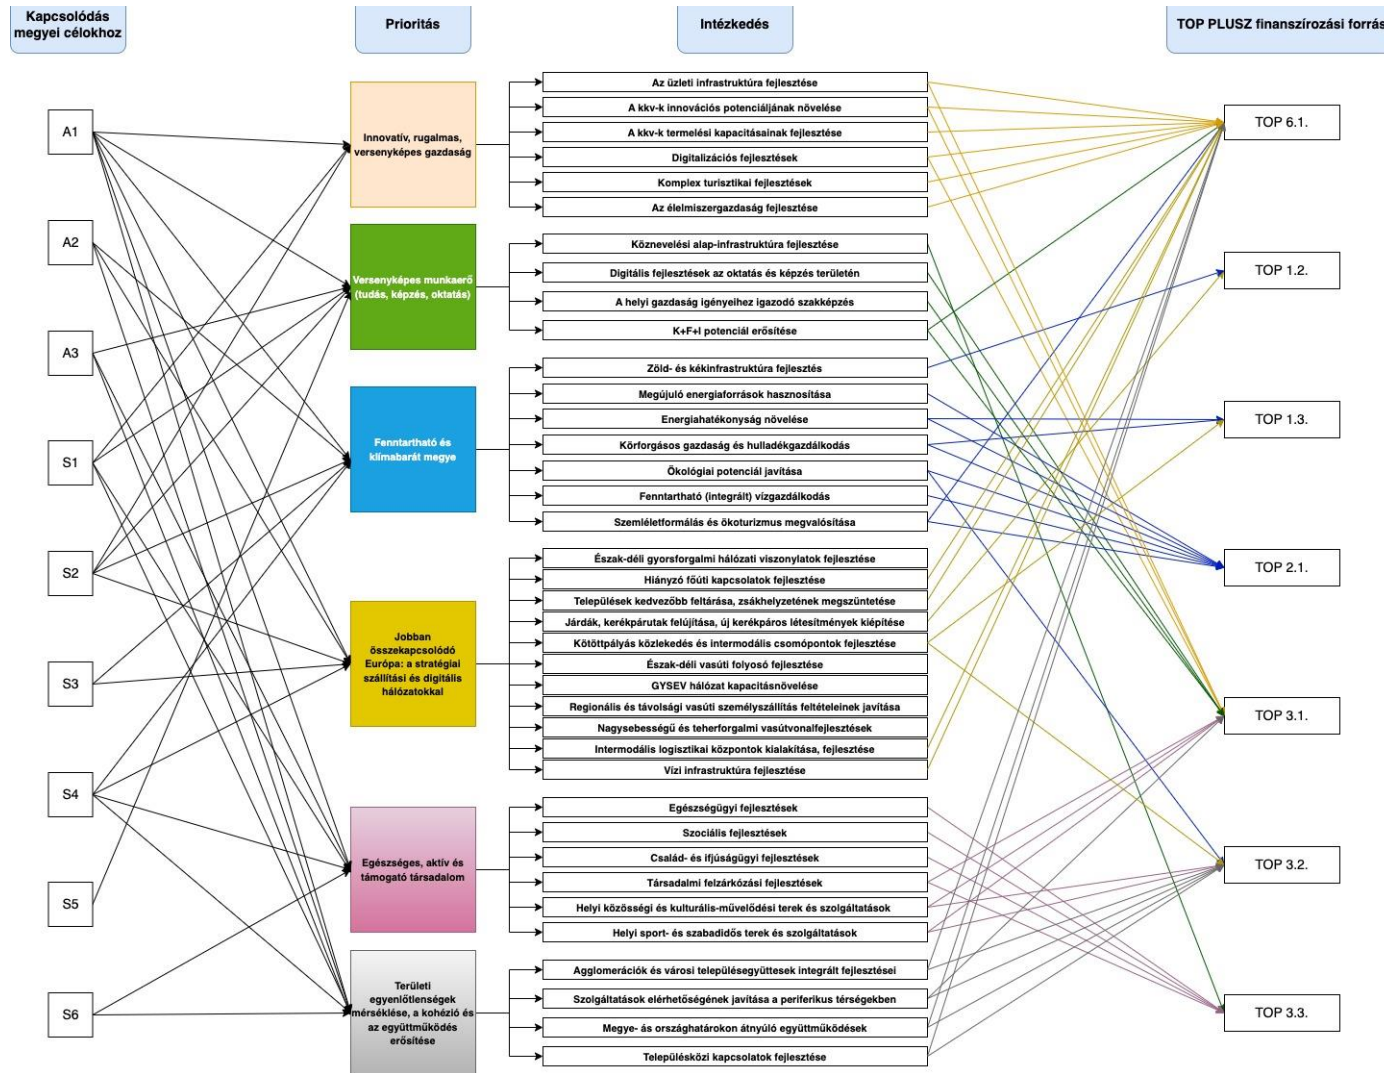 Kapcsolódás
megyei célokhoz
Prioritás
Intézkedés
TOP PLUSZ finanszírozási forrás
A1
A2
A3
S1
S2
S3
S4
S5
S6
Innovatív, rugalmas,
versenyképes gazdaság
Versenyképes munkaerő
(tudás, képzés, oktatás)
Fenntartható és
klímabarát megye
Jobban
összekapcsolódó
Európa: a stratégiai
szállítási és digitális
hálózatokkal
Egészséges, aktív és
támogató társadalom
Területi
egyenlőtlenségek
mérséklése, a kohézió és
az együttműködés
erősítése
Az üzleti infrastruktúra fejlesztése
A kkv-k innovációs potenciáljának növelése
A kkv-k termelési kapacitásainak fejlesztése
Digitalizációs fejlesztések
Komplex turisztikai fejlesztések
Az élelmiszergazdaság fejlesztése
Köznevelési alap-infrastruktúra fejlesztése
Digitális fejlesztések az oktatás és képzés területén
A helyi gazdaság igényeihez igazodó szakképzés
K+F+I potenciál erősítése
Zöld- és kékinfrastruktúra fejlesztés
Megújuló energiaforrások hasznosítása
Energiahatékonyság növelése
Körforgásos gazdaság és hulladékgazdálkodás
Ökológiai potenciál javítása
Fenntartható (integrált) vízgazdálkodás
Szemléletformálás és ökoturizmus megvalósítása
Észak-déli gyorsforgalmi hálózati viszonylatok fejlesztése
Hiányzó főúti kapcsolatok fejlesztése
Települések kedvezőbb feltárása, zsákhelyzetének megszüntetése
Járdák, kerékpárutak felújítása, új kerékpáros létesítmények kiépítése
Kötöttpályás közlekedés és intermodális csomópontok fejlesztése
Észak-déli vasúti folyosó fejlesztése
GYSEV hálózat kapacitásnövelése
Regionális és távolsági vasúti személyszállítás feltételeinek javítása
Nagysebességű és teherforgalmi vasútvonalfejlesztések
Intermodális logisztikai központok kialakítása, fejlesztése
Vízi infrastruktúra fejlesztése
Egészségügyi fejlesztések
Szociális fejlesztések
Család- és ifjúságügyi fejlesztések
Társadalmi felzárkózási fejlesztések
Helyi közösségi és kulturális-művelődési terek és szolgáltatások
Helyi sport- és szabadidős terek és szolgáltatások
Agglomerációk és városi településegyüttesek integrált fejlesztései
Szolgáltatások elérhetőségének javítása a periferikus térségekben
Megye- ás országhatárokon átnyúló együttműködések
Településközi kapcsolatok fejlesztése
TOP 6.1.
TOP 1.2.
TOP 1.3.
TOP 2.1.
TOP 3.1.
TOP 3.2.
TOP 3.3.